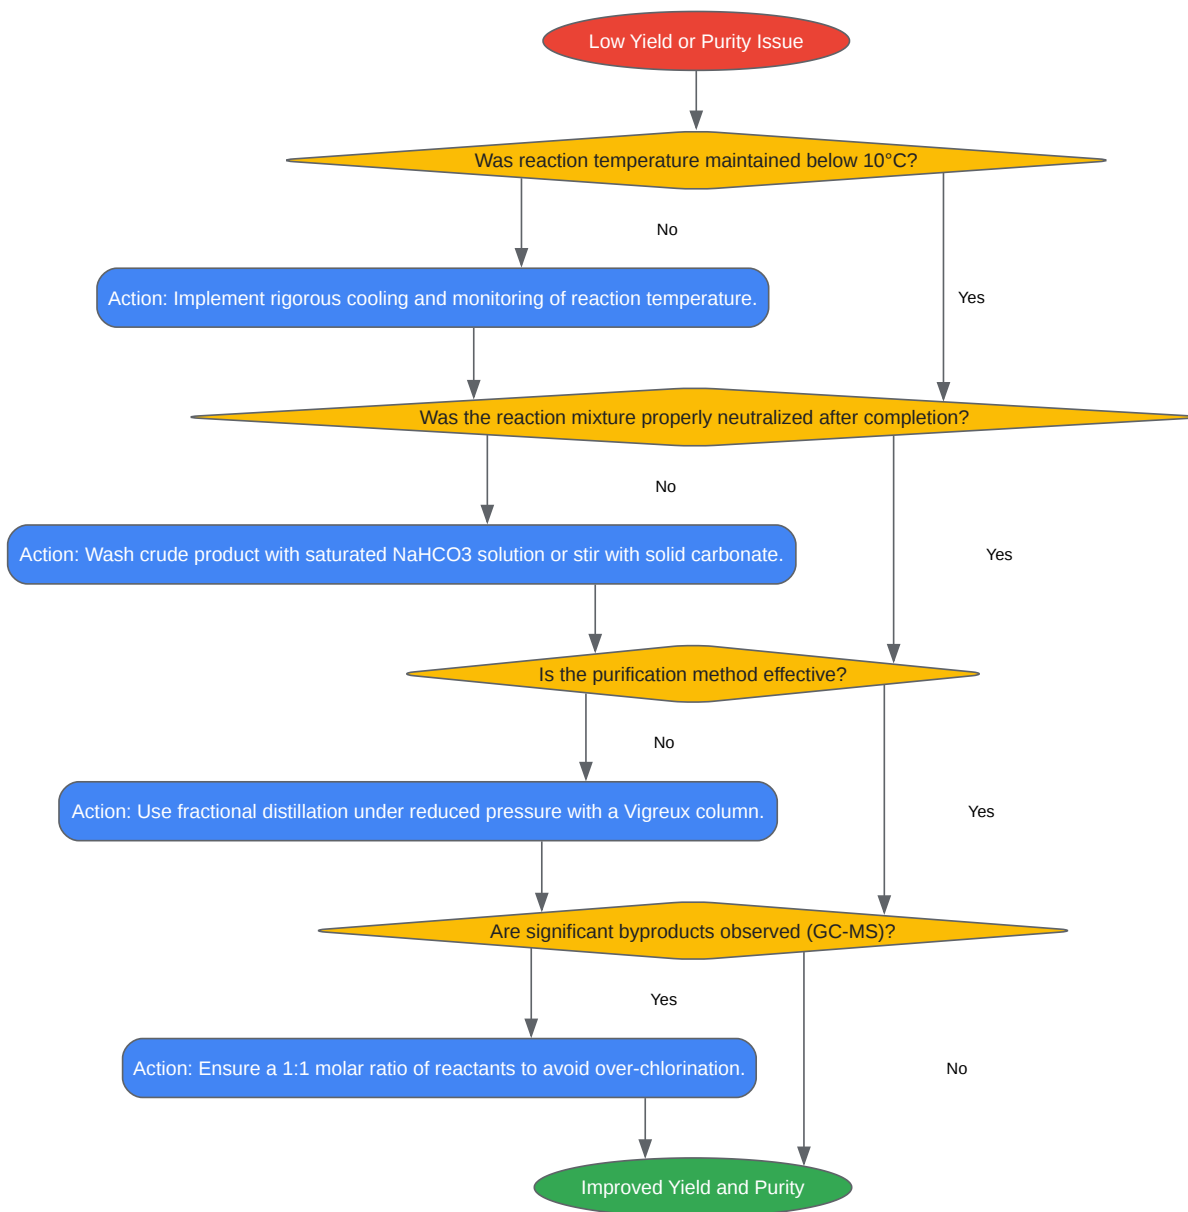 Low Yield or Purity Issue
Was reaction temperature maintained below 10°C?
No
Action: Implement rigorous cooling and monitoring of reaction temperature.
Yes
Was the reaction mixture properly neutralized after completion?
No
Action: Wash crude product with saturated NaHCO3 solution or stir with solid carbonate.
Yes
Is the purification method effective?
No
Action: Use fractional distillation under reduced pressure with a Vigreux column.
Yes
Are significant byproducts observed (GC-MS)?
Yes
Action: Ensure a 1:1 molar ratio of reactants to avoid over-chlorination.
No
Improved Yield and Purity